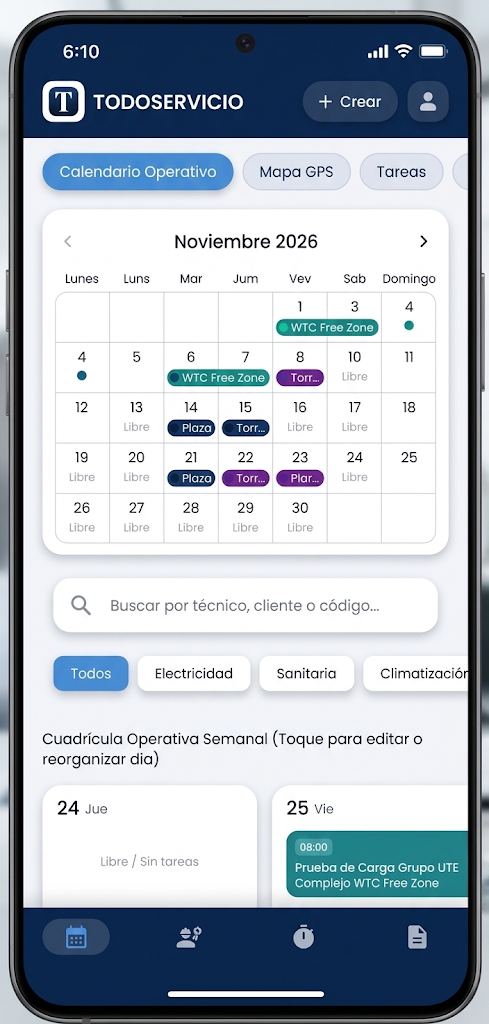 6:10
T TODOSERVICIO
+ Crear
Calendario Operativo
Mapa GPS
Tareas
Noviembre 2026
Lunes Luns Mar Jum Vev Sab Domingo
1 3 4
WTC Free Zone
4 5 6 7 8 10 11
WTC Free Zone Torr... Libre
12 13 14 15 16 17 18
Libre Plaza Torr... Libre Libre
19 20 21 22 23 24 25
Libre Libre Plaza Torr... Plar... Libre
26 27 28 29 30
Libre Libre Libre Libre Libre
Buscar por técnico, cliente o código...
Todos
Electricidad
Sanitaria
Climatización
Cuadrícula Operativa Semanal (Toque para editar o
reorganizar dia)
24 Jue
Libre / Sin tareas
25 Vie
08:00
Prueba de Carga Grupo UTE
Complejo WTC Free Zone